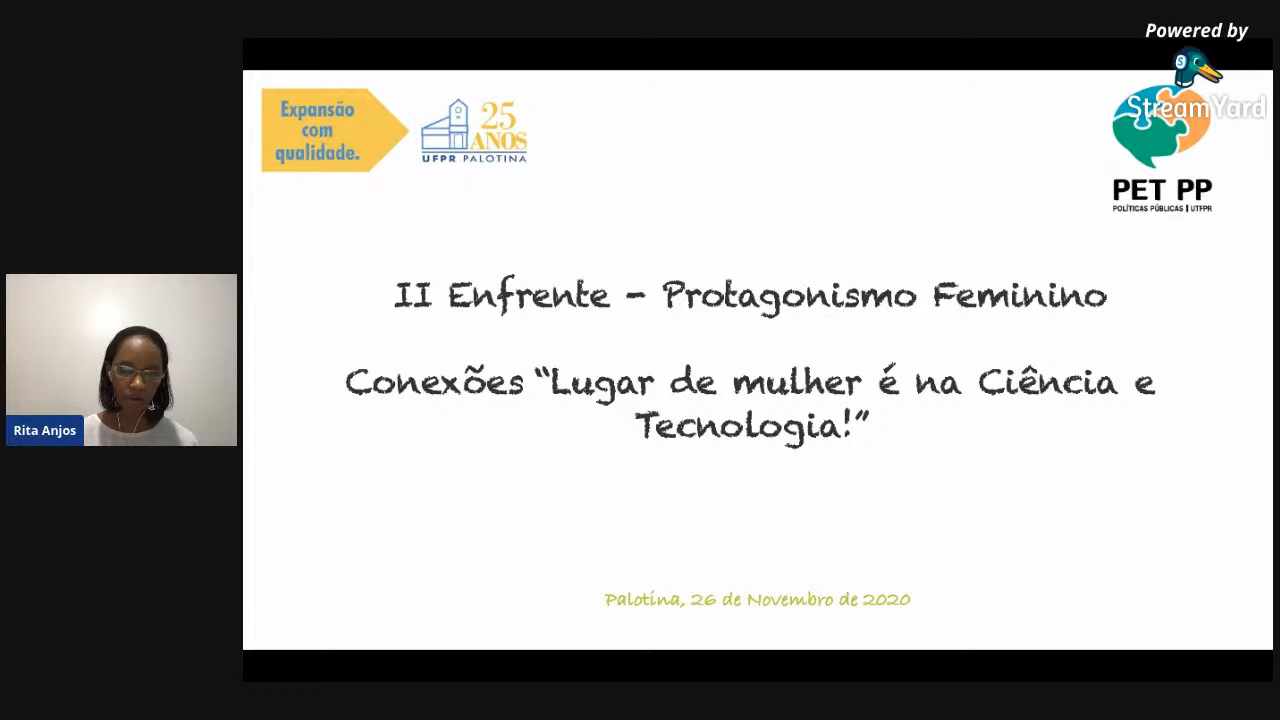 Powered by
StreamYard
Expansão
com
qualidade.
25
ANOS
UFPR PALOTINA
PET PP
POLÍTICAS PÚBLICAS | UTFPR
II Enfrente - Protagonismo Feminino
Conexões “Lugar de mulher é na Ciência e
Tecnologia!”
Rita Anjos
Palotina, 26 de Novembro de 2020